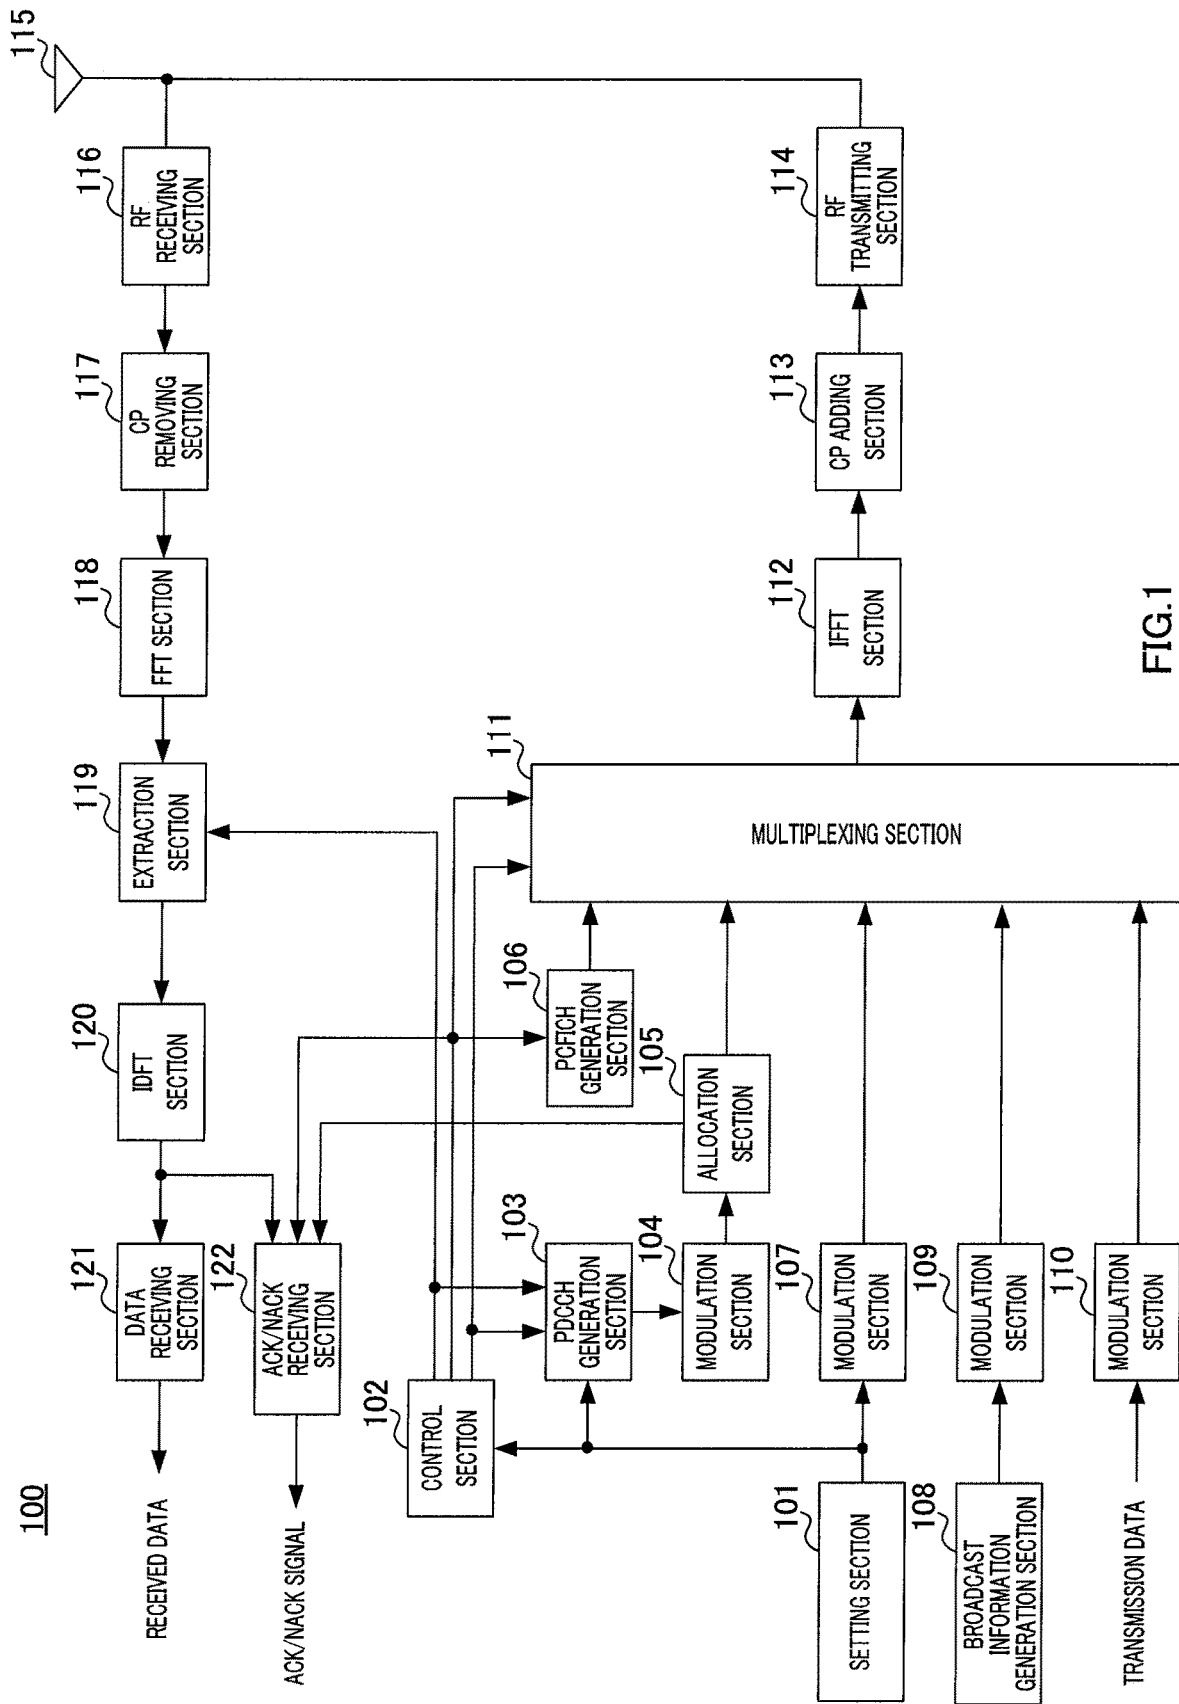 100
RECEIVED DATA
ACK/NACK SIGNAL
121
DATA
RECEIVING
SECTION
122
ACK/NACK
RECEIVING
SECTION
120
IDFT
SECTION
119
EXTRACTION
SECTION
118
FFT SECTION
117
CP
REMOVING
SECTION
116
RF
RECEIVING
SECTION
115
102
CONTROL
SECTION
103
PDCCH
GENERATION
SECTION
104
MODULATION
SECTION
105
ALLOCATION
SECTION
106
PCFICH
GENERATION
SECTION
111
MULTIPLEXING SECTION
101
SETTING SECTION
107
MODULATION
SECTION
108
BROADCAST
INFORMATION
GENERATION SECTION
109
MODULATION
SECTION
TRANSMISSION DATA
110
MODULATION
SECTION
112
IFFT
SECTION
113
CP ADDING
SECTION
114
RF
TRANSMITTING
SECTION
FIG.1